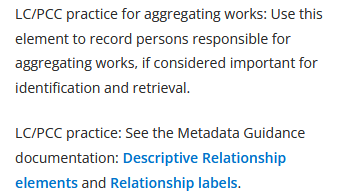 LC/PCC practice for aggregating works: Use this
element to record persons responsible for
aggregating works, if considered important for
identification and retrieval.
LC/PCC practice: See the Metadata Guidance
documentation: Descriptive Relationship
elements and Relationship labels.